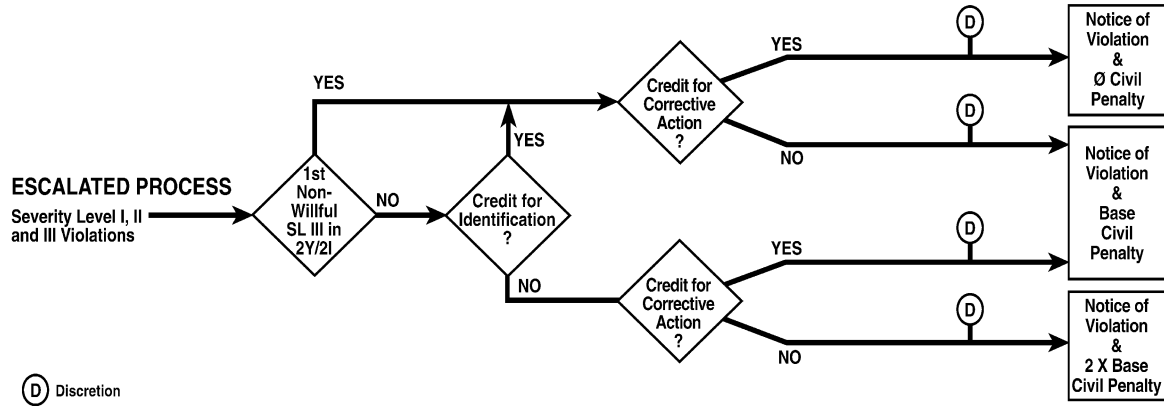 ESCALATED PROCESS
Severity Level I, II
and III Violations
1st
Non-
Willful
SL III in
2Y/2I
YES
NO
Credit for
Identification
?
YES
NO
Credit for
Corrective
Action
?
YES
NO
D
D
Notice of
Violation
&
Ø Civil
Penalty
Credit for
Corrective
Action
?
YES
NO
D
D
Notice of
Violation
&
Base
Civil
Penalty
Notice of
Violation
&
2 X Base
Civil Penalty
D Discretion